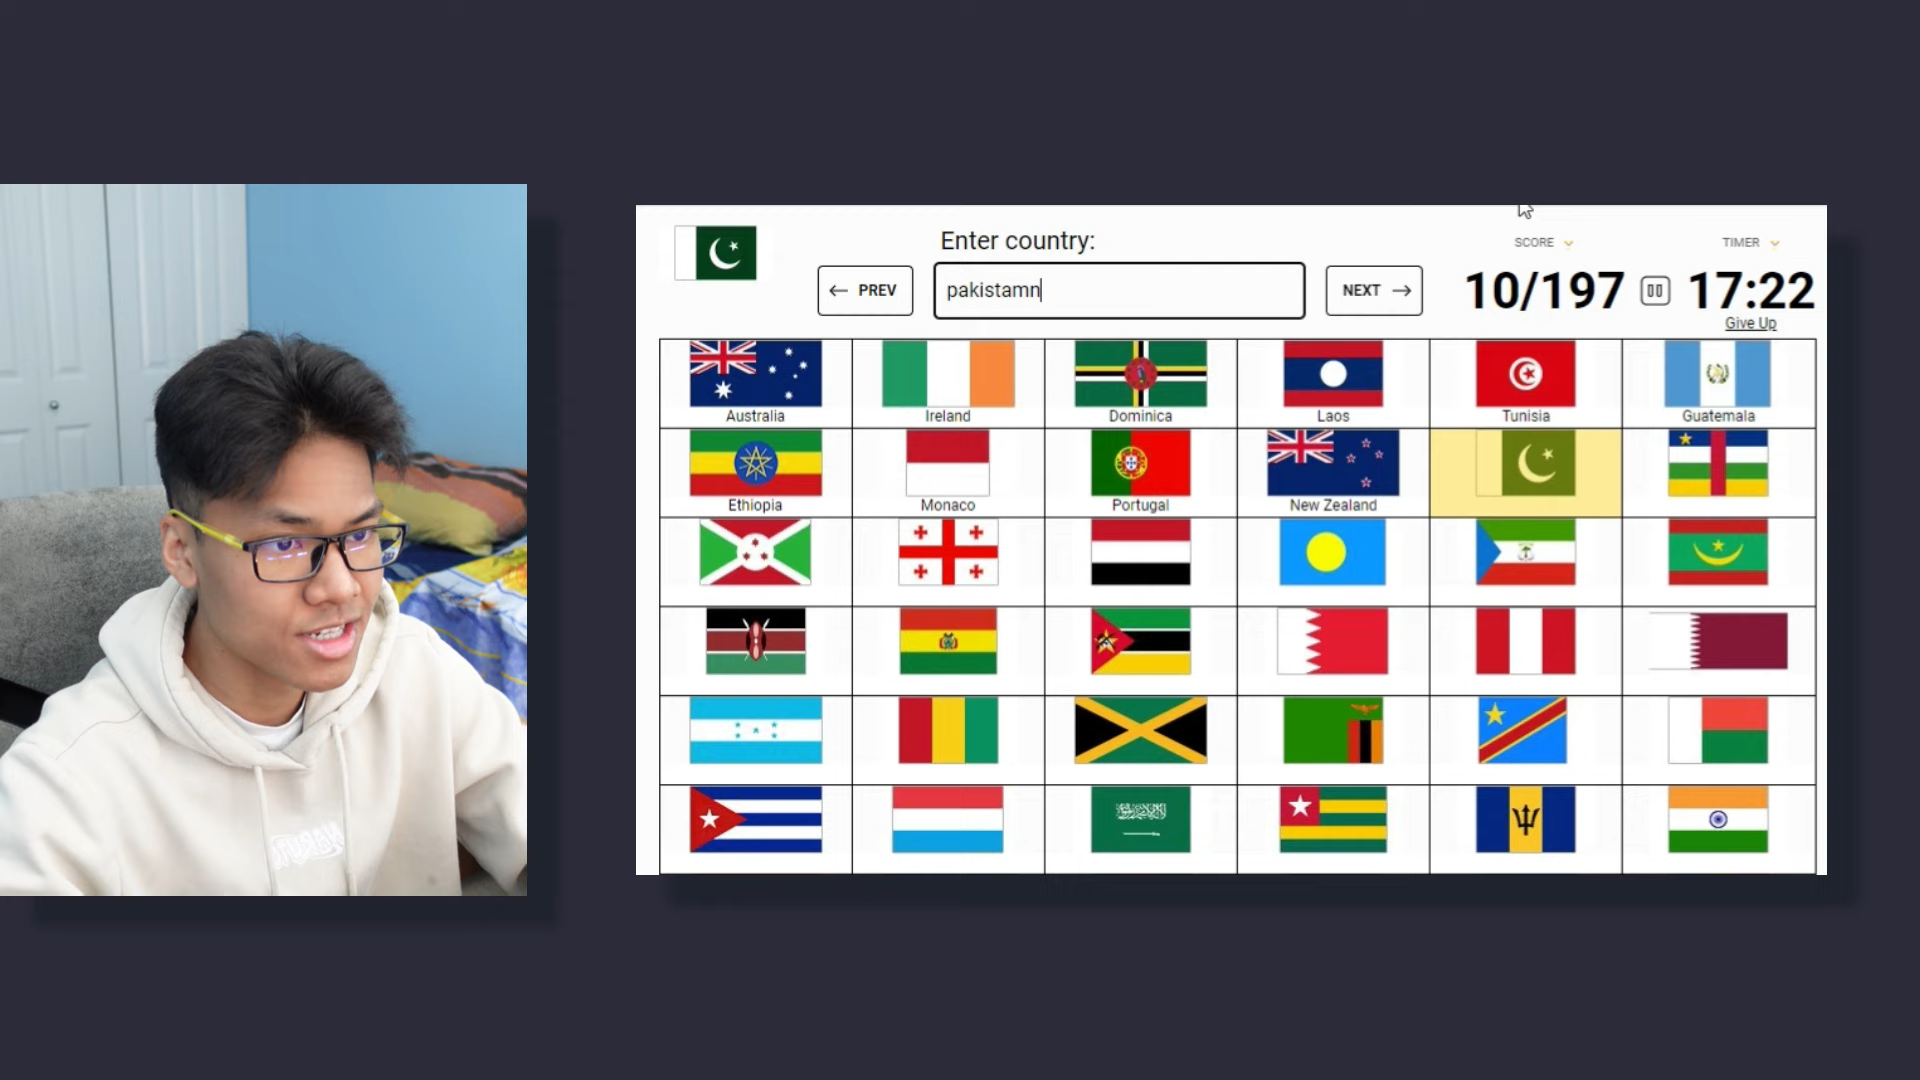 Enter country:
SCORE
TIMER
← PREV
pakistamn
NEXT →
10/197
17:22
Give Up
Australia
Ireland
Dominica
Laos
Tunisia
Guatemala
Ethiopia
Monaco
Portugal
New Zealand